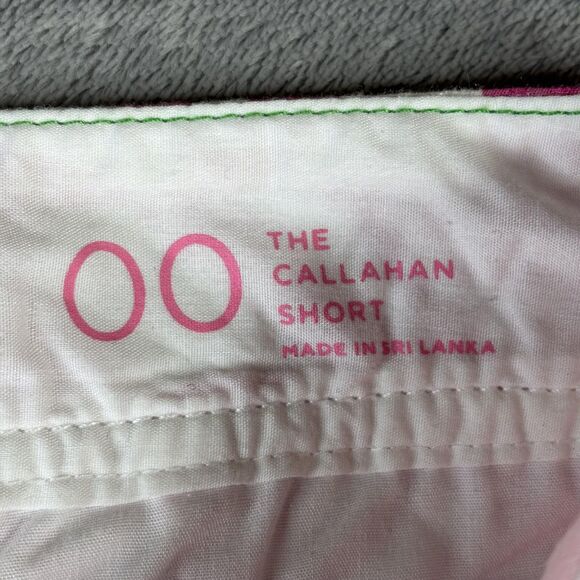 00
THE
CALLAHAN
SHORT
MADE IN SRI LANKA